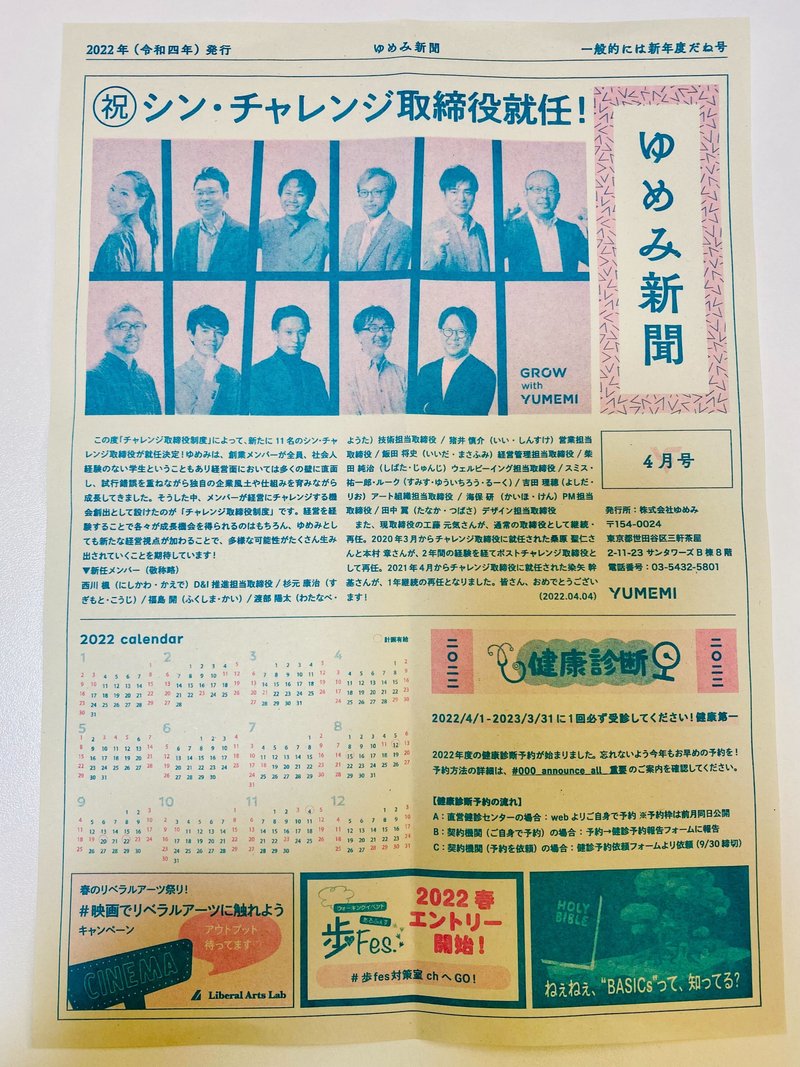 2022年（令和四年）発行
ゆめみ新聞
一般的には新年度だね号
祝 シン・チャレンジ取締役就任！
ゆめみ新聞
GROW
with
YUMEMI
この度「チャレンジ取締役制度」によって、新たに11名のシン・チャ
レンジ取締役が就任決定！ゆめみは、創業メンバーが全員、社会人
経験のない学生ということもあり経営面においては多くの壁に直面
し、試行錯誤を重ねながら独自の企業風土や仕組みを育みながら
成長してきました。そうした中、メンバーが経営にチャレンジする機
会創出として設けたのが「チャレンジ取締役制度」です。経営を経
験することで各々が成長機会を得られるのはもちろん、ゆめみとし
ても新たな経営視点が加わることで、多様な可能性がたくさん生み
出されていくことを期待しています！
▼新任メンバー（敬称略）
西川 楓（にしかわ・かえで）D&I推進担当取締役 / 杉元 康治（す
ぎもと・こうじ）/ 福島 開（ふくしま・かい）/ 渡部 陽太（わたなべ・
ようた）技術担当取締役 / 猪井 慎介（いい・しんすけ）営業担当
取締役 / 飯田 将史（いいだ・まさふみ）経営管理担当取締役 / 柴
田 純治（しばた・じゅんじ）ウェルビーイング担当取締役 / スミス・
祐一郎・ルーク（すみす・ゆういちろう・るーく）/ 吉田 理穂（よしだ・
りお）アート組織担当取締役 / 海保 研（かいほ・けん）PM担当
取締役 / 田中 翼（たなか・つばさ）デザイン担当取締役
また、現取締役の工藤 元気さんが、通常の取締役として継続・
再任。2020年3月からチャレンジ取締役に就任された桑原 聖仁さ
んと本村 章さんが、2年間の経験を経てポストチャレンジ取締役と
して再任。2021年4月からチャレンジ取締役に就任された染矢 幹
基さんが、1年継続の再任となりました。皆さん、おめでとうござい
ます！
(2022.04.04)
4月号
発行所：株式会社ゆめみ
〒154-0024
東京都世田谷区三軒茶屋
2-11-23 サンタワーズB棟8階
電話番号：03-5432-5801
YUMEMI
2022 calendar
計画有給
1 2 3 4
5 6 7 8
9 10 11 12
二〇二二
健康診断
二〇二二
2022/4/1-2023/3/31に1回必ず受診してください！健康第一
2022年度の健康診断予約が始まりました。忘れないよう今年もお早めの予約を！
予約方法の詳細は、#000_announce_all_重要のご案内を確認してください。
【健康診断予約の流れ】
A：直営健診センターの場合：webよりご自身で予約 ※予約枠は前月同日公開
B：契約機関（ご自身で予約）の場合：予約→健診予約報告フォームに報告
C：契約機関（予約を依頼）の場合：健診予約依頼フォームより依頼（9/30締切）
春のリベラルアーツ祭り！
#映画でリベラルアーツに触れよう
キャンペーン
アウトプット
待ってます
CINEMA
Liberal Arts Lab
ウォーキングイベント
あるふぇす
歩Fes.
2022 春
エントリー
開始！
#歩fes対策室 chへGO！
HOLY
BIBLE
ねぇねぇ、“BASICs”って、知ってる？